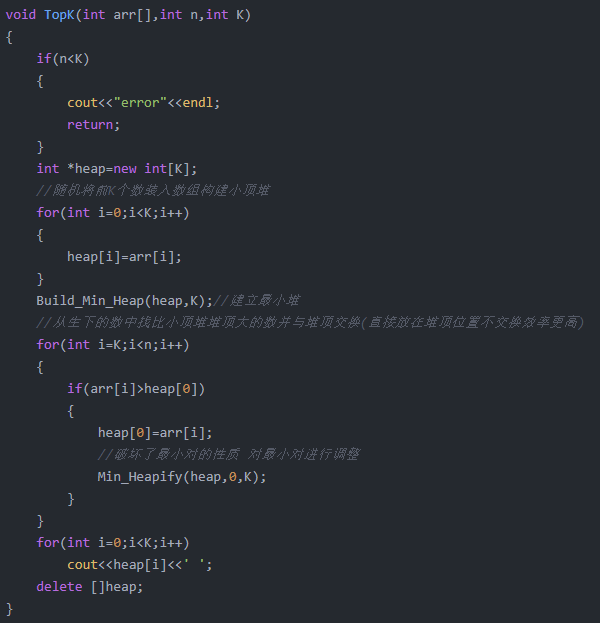 void TopK(int arr[],int n,int K)
{
    if(n<K)
    {
        cout<<"error"<<endl;
        return;
    }
    int *heap=new int[K];
    //随机将前K个数装入数组构建小顶堆
    for(int i=0;i<K;i++)
    {
        heap[i]=arr[i];
    }
    Build_Min_Heap(heap,K);//建立最小堆
    //从生下的数中找比小顶堆堆顶大的数并与堆顶交换(直接放在堆顶位置不交换效率更高)
    for(int i=K;i<n;i++)
    {
        if(arr[i]>heap[0])
        {
            heap[0]=arr[i];
            //破坏了最小对的性质 对最小对进行调整
            Min_Heapify(heap,0,K);
        }
    }
    for(int i=0;i<K;i++)
        cout<<heap[i]<<' ';
    delete []heap;
}